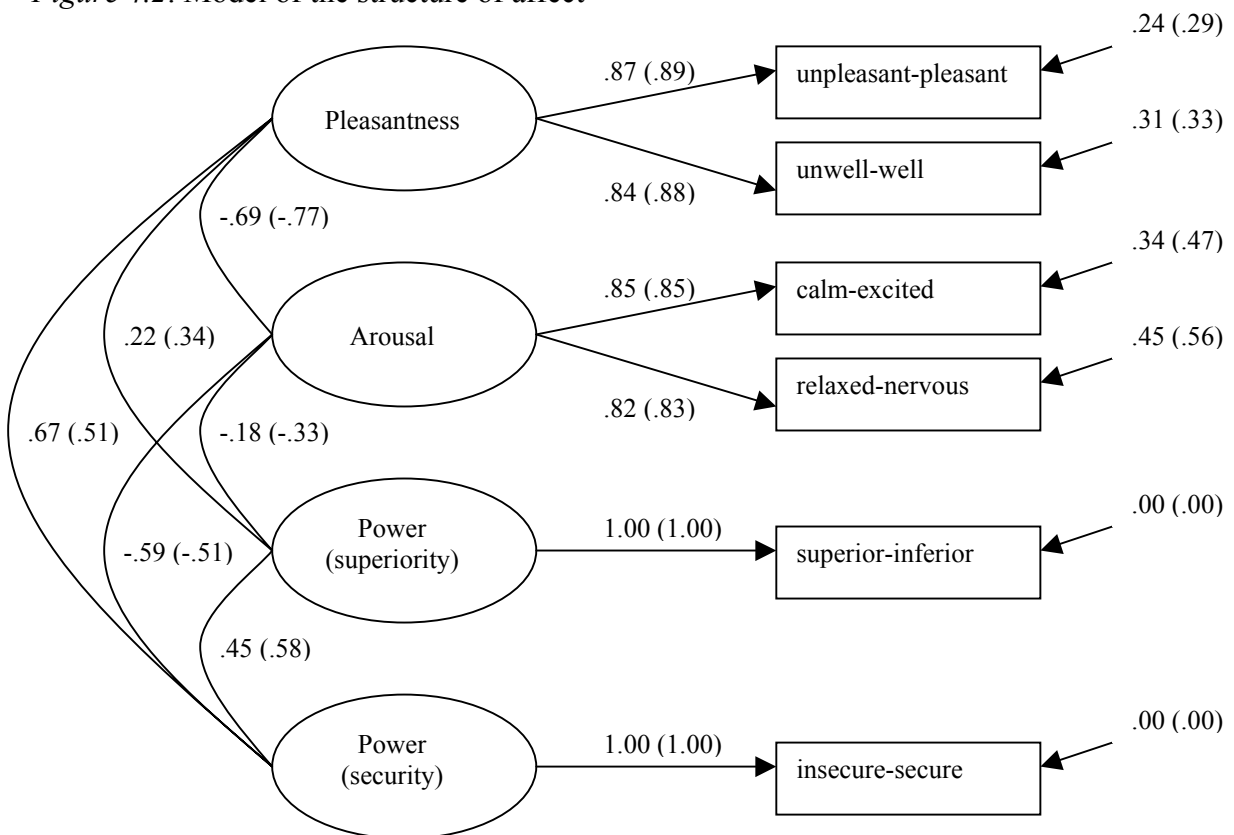 Figure 4.2. Model of the structure of affect
.24 (.29)
.87 (.89)
unpleasant-pleasant
Pleasantness
.31 (.33)
unwell-well
.84 (.88)
-.69 (-.77)
.34 (.47)
.85 (.85)
calm-excited
.22 (.34)
Arousal
.45 (.56)
relaxed-nervous
.82 (.83)
.67 (.51)
-.18 (-.33)
.00 (.00)
Power
(superiority)
1.00 (1.00)
superior-inferior
-.59 (-.51)
.45 (.58)
.00 (.00)
Power
(security)
1.00 (1.00)
insecure-secure